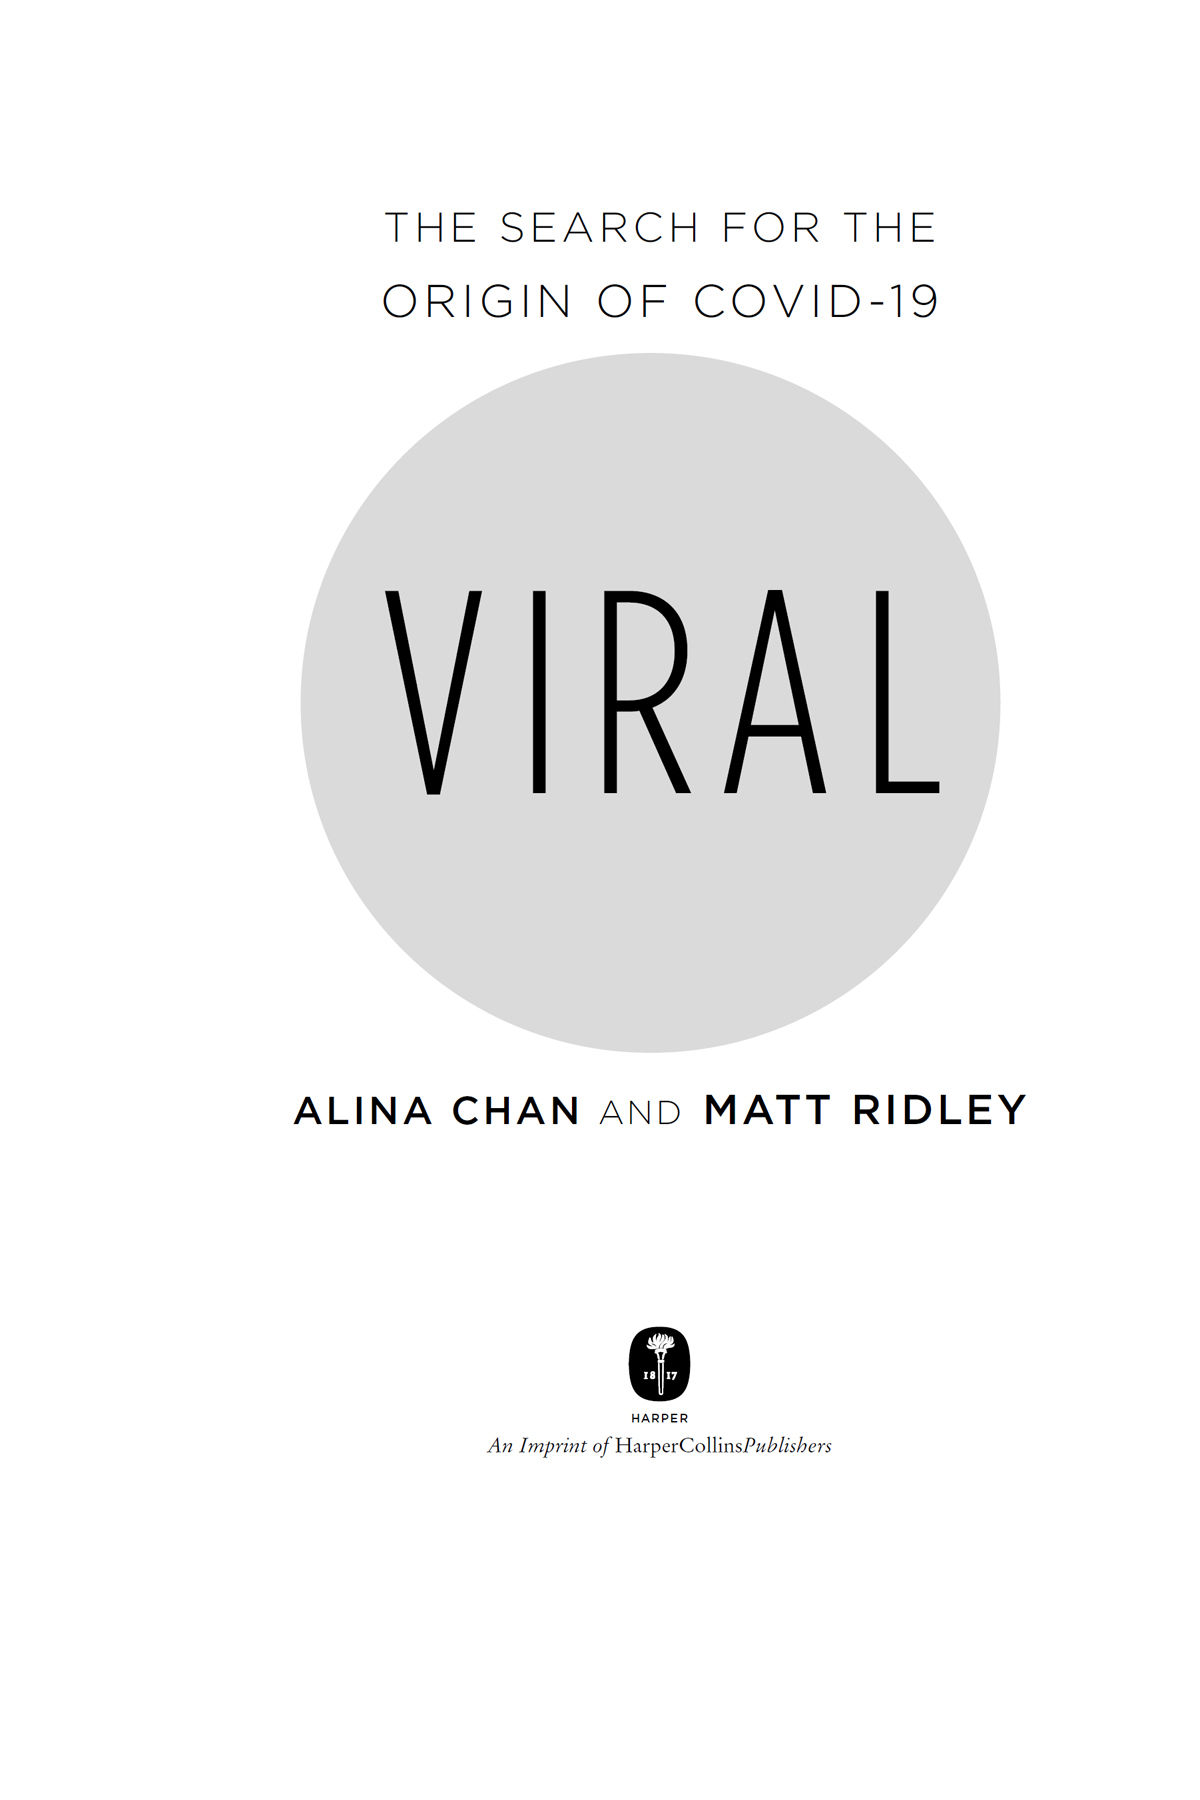 THE SEARCH FOR THE
ORIGIN OF COVID-19
VIRAL
ALINA CHAN AND MATT RIDLEY
18 17
HARPER
An Imprint of HarperCollinsPublishers